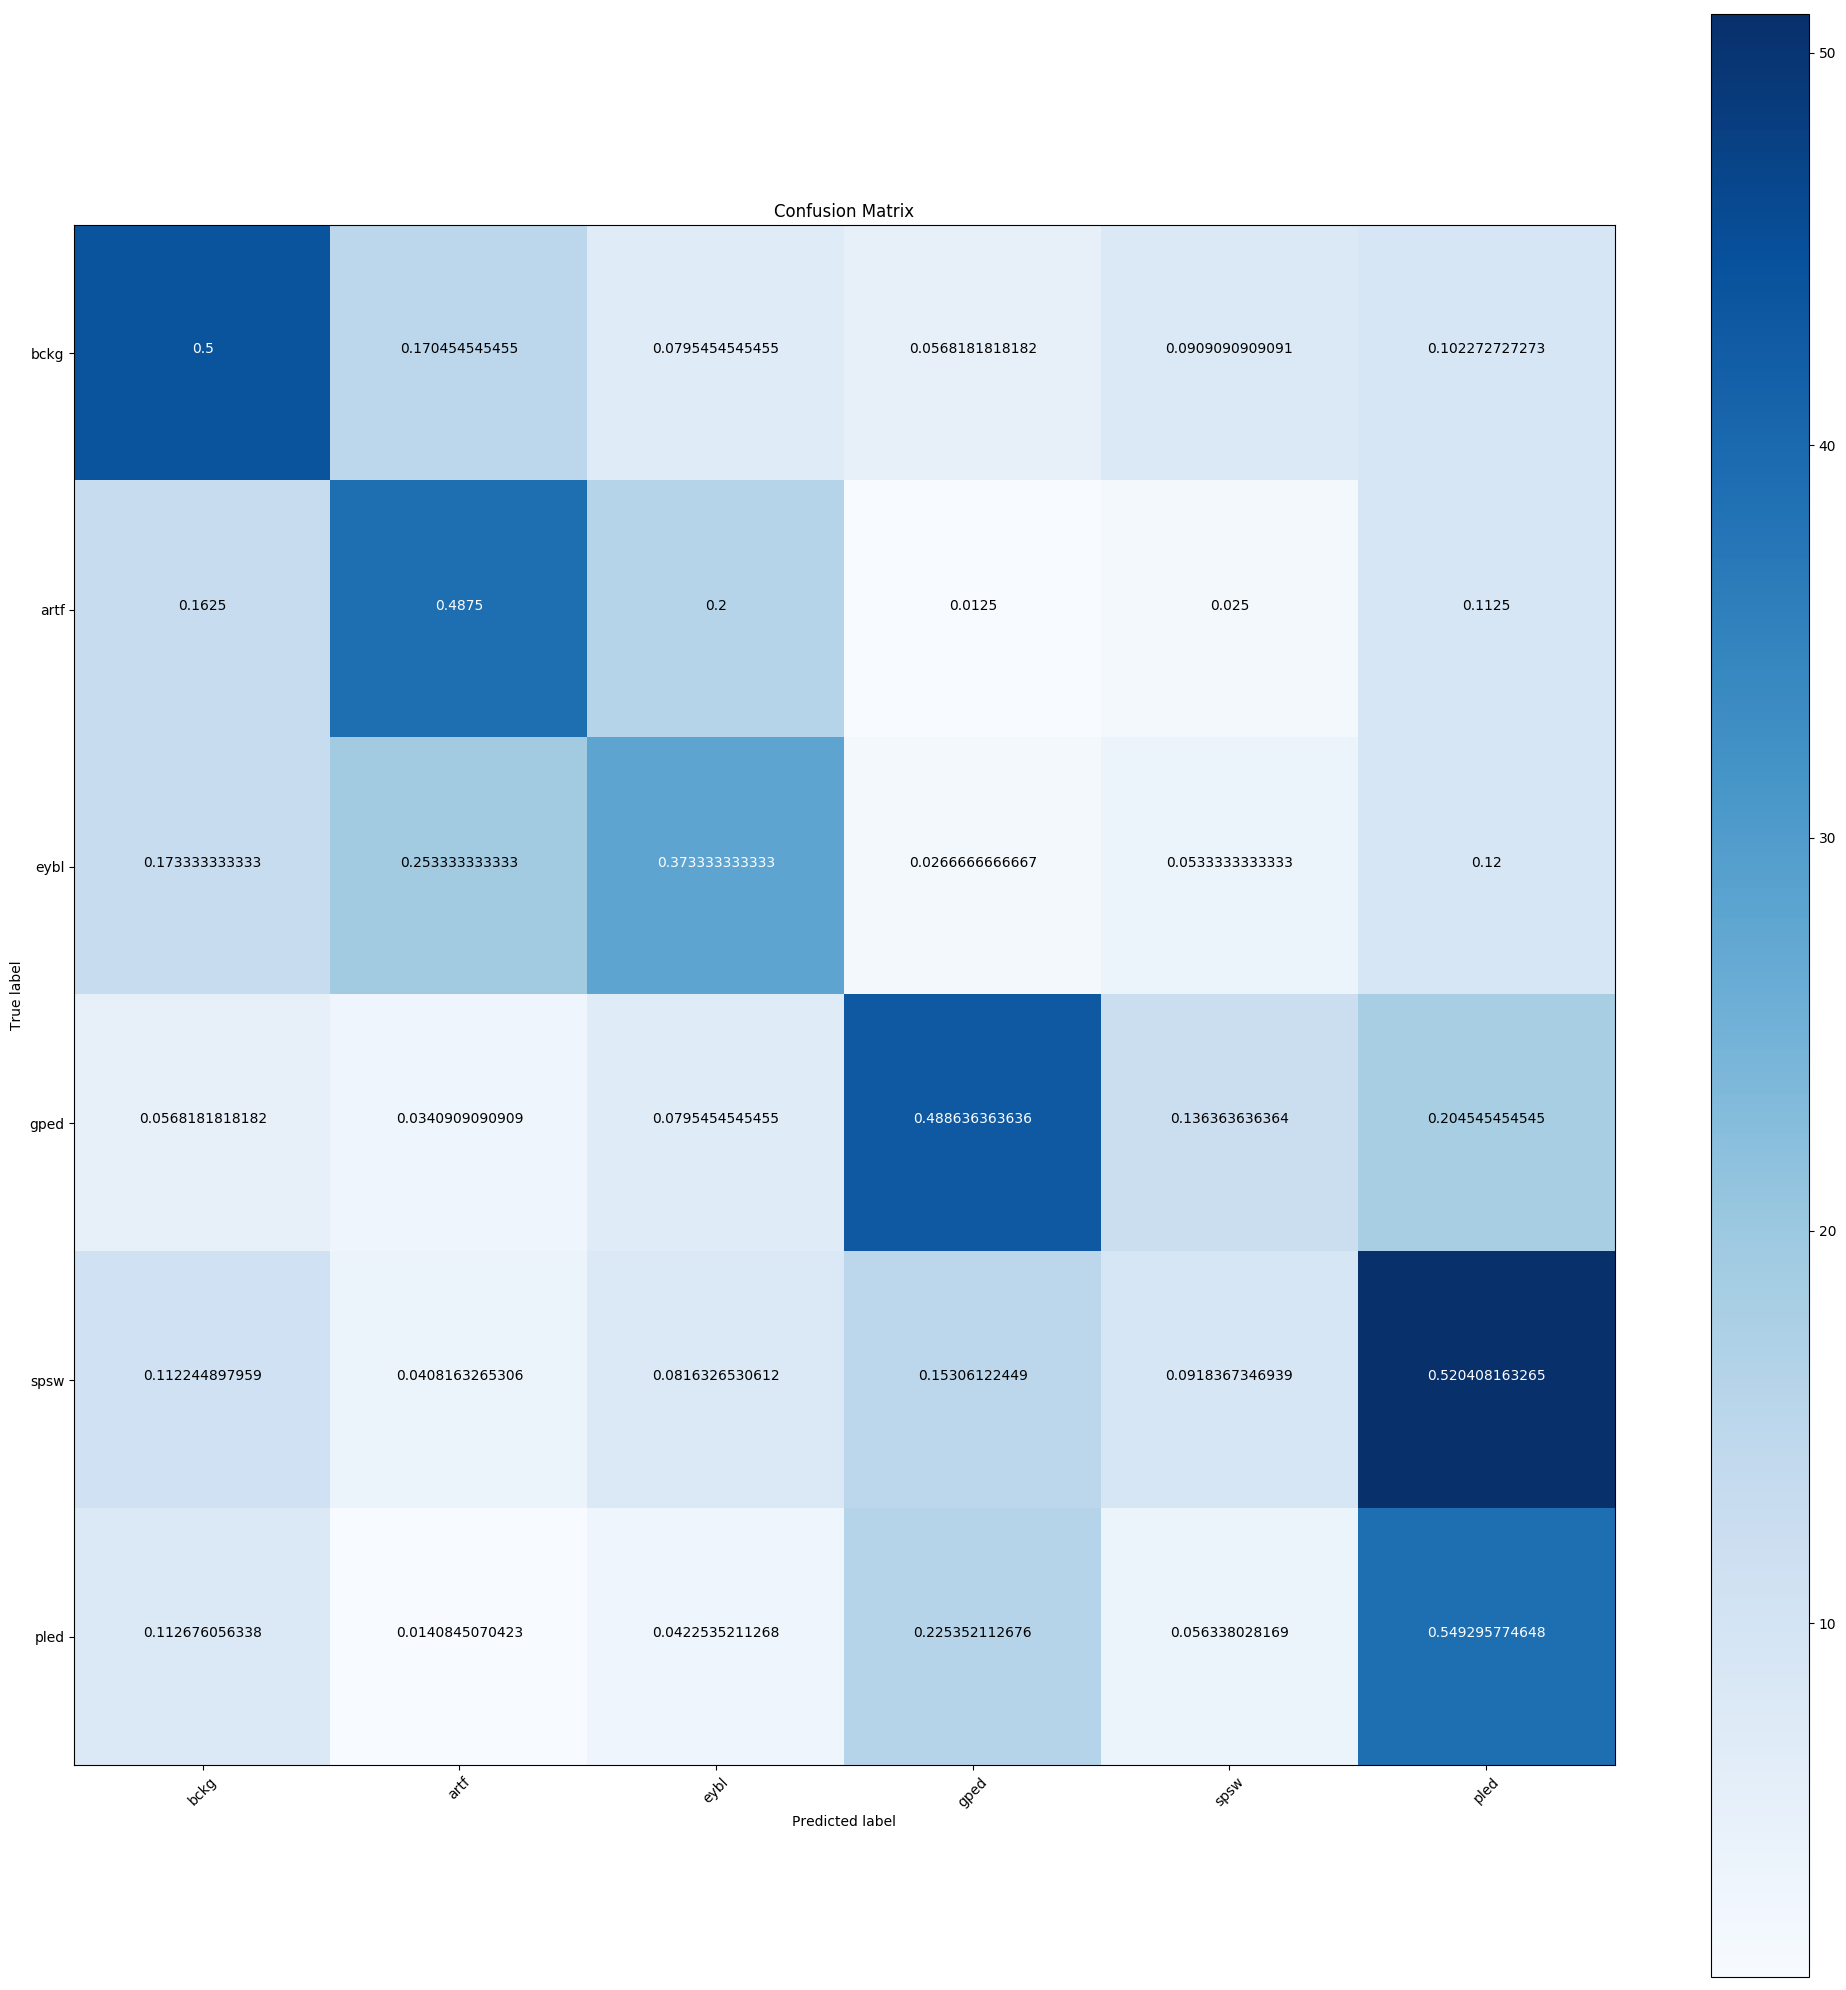 Confusion Matrix
bckg 0.5 0.170454545455 0.0795454545455 0.0568181818182 0.0909090909091 0.102272727273
artf 0.1625 0.4875 0.2 0.0125 0.025 0.1125
eybl 0.173333333333 0.253333333333 0.373333333333 0.0266666666667 0.0533333333333 0.12
gped 0.0568181818182 0.0340909090909 0.0795454545455 0.488636363636 0.136363636364 0.204545454545
spsw 0.112244897959 0.0408163265306 0.0816326530612 0.15306122449 0.0918367346939 0.520408163265
pled 0.112676056338 0.0140845070423 0.0422535211268 0.225352112676 0.056338028169 0.549295774648
bckg artf eybl gped spsw pled
Predicted label
True label
50
40
30
20
10